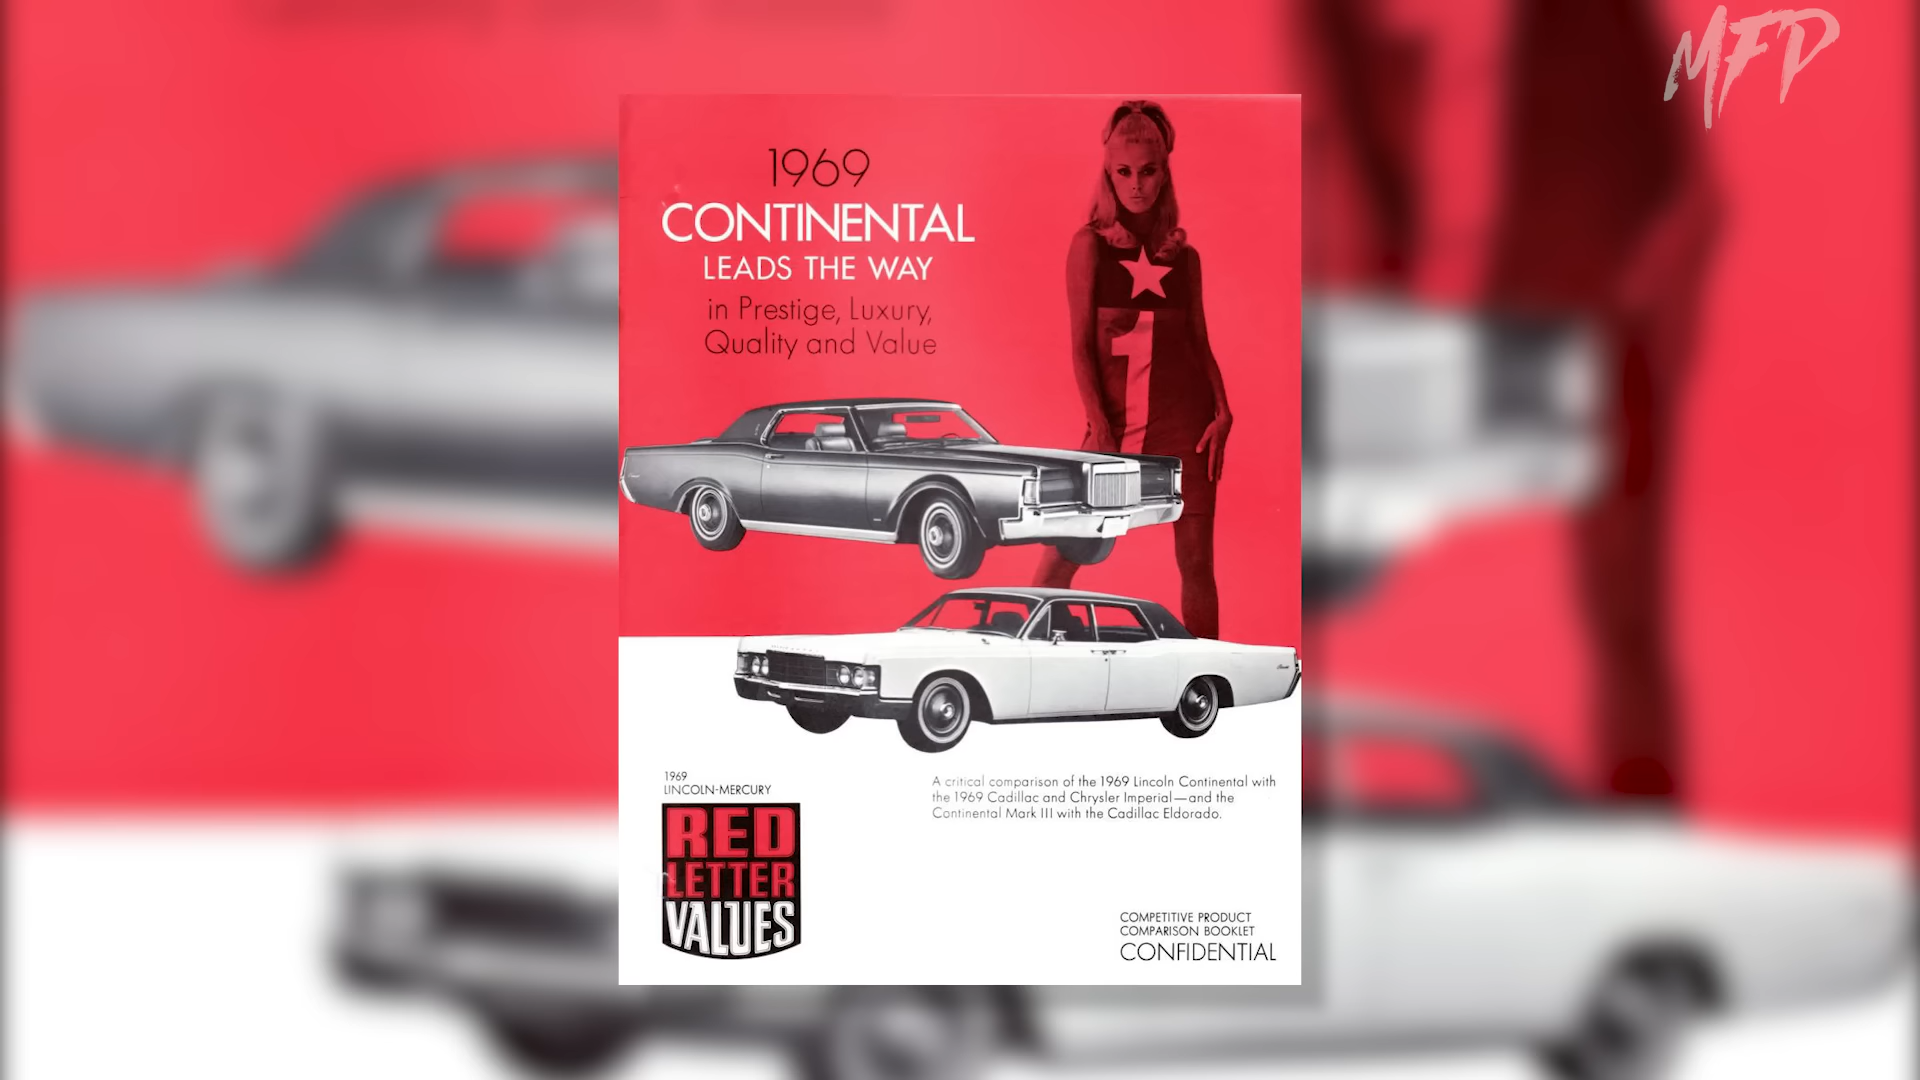 MFD
1969
CONTINENTAL
LEADS THE WAY
in Prestige, Luxury,
Quality and Value
1
1969
LINCOLN-MERCURY
RED
LETTER
VALUES
A critical comparison of the 1969 Lincoln Continental with
the 1969 Cadillac and Chrysler Imperial—and the
Continental Mark III with the Cadillac Eldorado.
COMPETITIVE PRODUCT
COMPARISON BOOKLET
CONFIDENTIAL